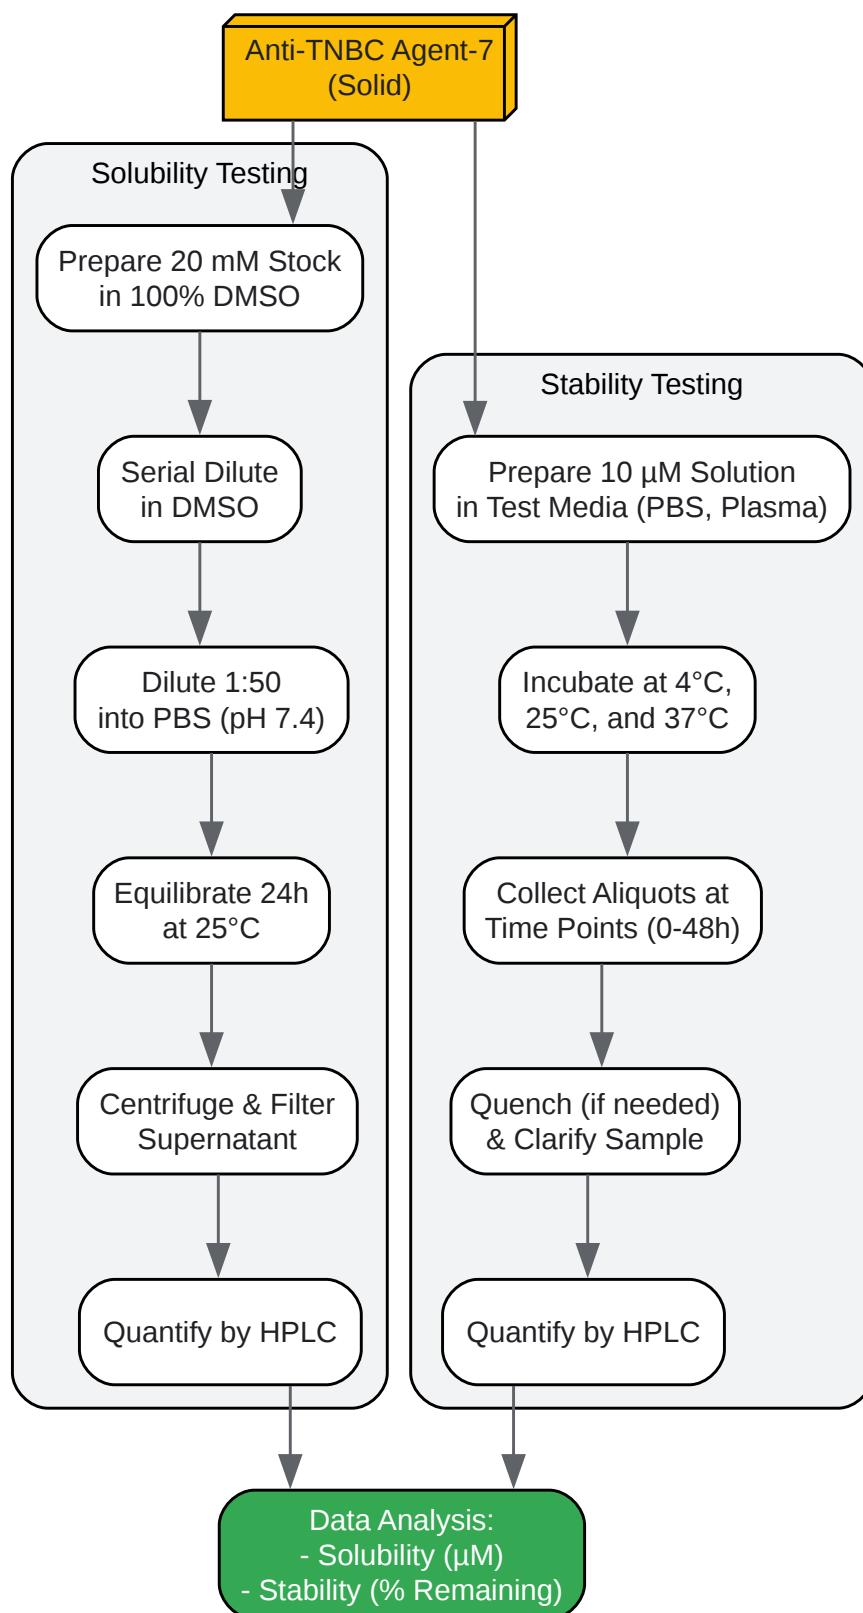 Anti-TNBC Agent-7
(Solid)
Solubility Testing
Prepare 20 mM Stock
in 100% DMSO
Serial Dilute
in DMSO
Dilute 1:50
into PBS (pH 7.4)
Equilibrate 24h
at 25°C
Centrifuge & Filter
Supernatant
Quantify by HPLC
Stability Testing
Prepare 10 µM Solution
in Test Media (PBS, Plasma)
Incubate at 4°C,
25°C, and 37°C
Collect Aliquots at
Time Points (0-48h)
Quench (if needed)
& Clarify Sample
Quantify by HPLC
Data Analysis:
- Solubility (µM)
- Stability (% Remaining)